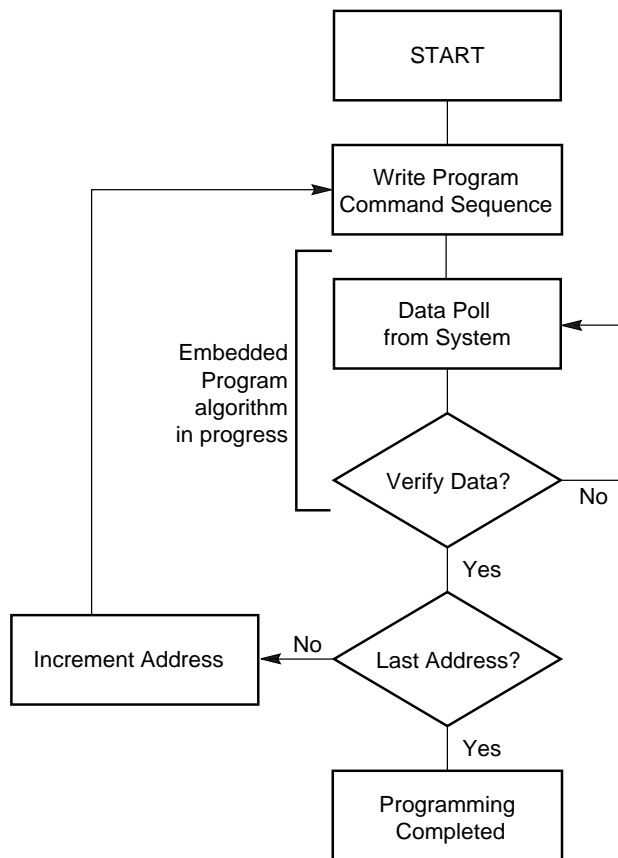 START
Write Program
Command Sequence
Data Poll
from System
Embedded
Program
algorithm
in progress
Verify Data?
No
Yes
Increment Address
No
Last Address?
Yes
Programming
Completed